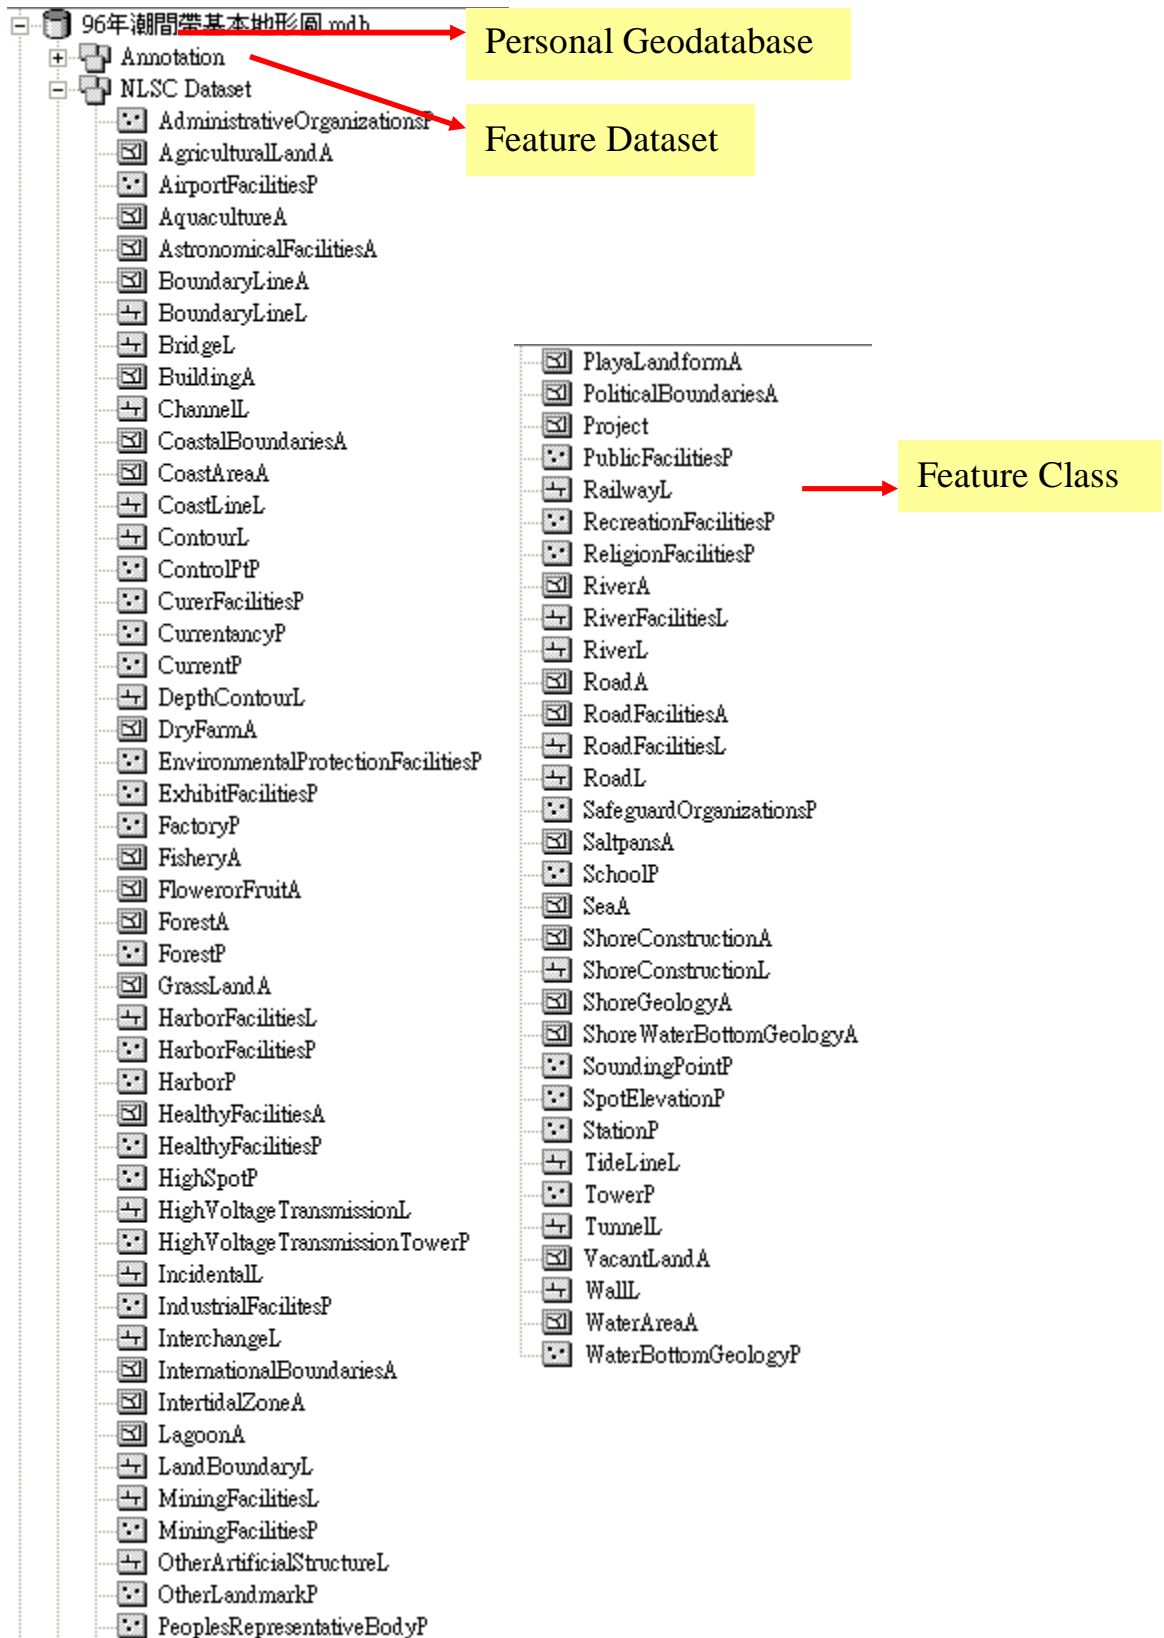 96年潮間帶基本地形圖.mdb
Personal Geodatabase
Annotation
NLSC Dataset
Feature Dataset
AdministrativeOrganizationsP
AgriculturalLandA
AirportFacilitiesP
AquacultureA
AstronomicalFacilitiesA
BoundaryLineA
BoundaryLineL
BridgeL
BuildingA
ChannelL
CoastalBoundariesA
CoastAreaA
CoastLineL
ContourL
ControlPtP
CurerFacilitiesP
CurrentancyP
CurrentP
DepthContourL
DryFarmA
EnvironmentalProtectionFacilitiesP
ExhibitFacilitiesP
FactoryP
FisheryA
FlowerorFruitA
ForestA
ForestP
GrassLandA
HarborFacilitiesL
HarborFacilitiesP
HarborP
HealthyFacilitiesA
HealthyFacilitiesP
HighSpotP
HighVoltageTransmissionL
HighVoltageTransmissionTowerP
IncidentalL
IndustrialFacilitesP
InterchangeL
InternationalBoundariesA
IntertidalZoneA
LagoonA
LandBoundaryL
MiningFacilitiesL
MiningFacilitiesP
OtherArtificialStructureL
OtherLandmarkP
PeoplesRepresentativeBodyP
PlayaLandformA
PoliticalBoundariesA
Project
PublicFacilitiesP
RailwayL
Feature Class
RecreationFacilitiesP
ReligionFacilitiesP
RiverA
RiverFacilitiesL
RiverL
RoadA
RoadFacilitiesA
RoadFacilitiesL
RoadL
SafeguardOrganizationsP
SaltpansA
SchoolP
SeaA
ShoreConstructionA
ShoreConstructionL
ShoreGeologyA
ShoreWaterBottomGeologyA
SoundingPointP
SpotElevationP
StationP
TideLineL
TowerP
TunnelL
VacantLandA
WallL
WaterAreaA
WaterBottomGeologyP